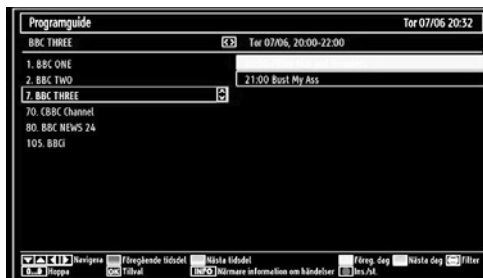 Programguide Tor 07/06 20:32
BBC THREE Tor 07/06, 20:00-22:00
1. BBC ONE
2. BBC TWO 21:00 Bust My Ass
7. BBC THREE
70. CBBC Channel
80. BBC NEWS 24
105. BBCi
Navigera Föregående tidsdel Nästa tidsdel Föreg. dag Nästa dag Filter
0...9 Hoppa OK Tillval INFO Närmare information om händelser Ins./st.